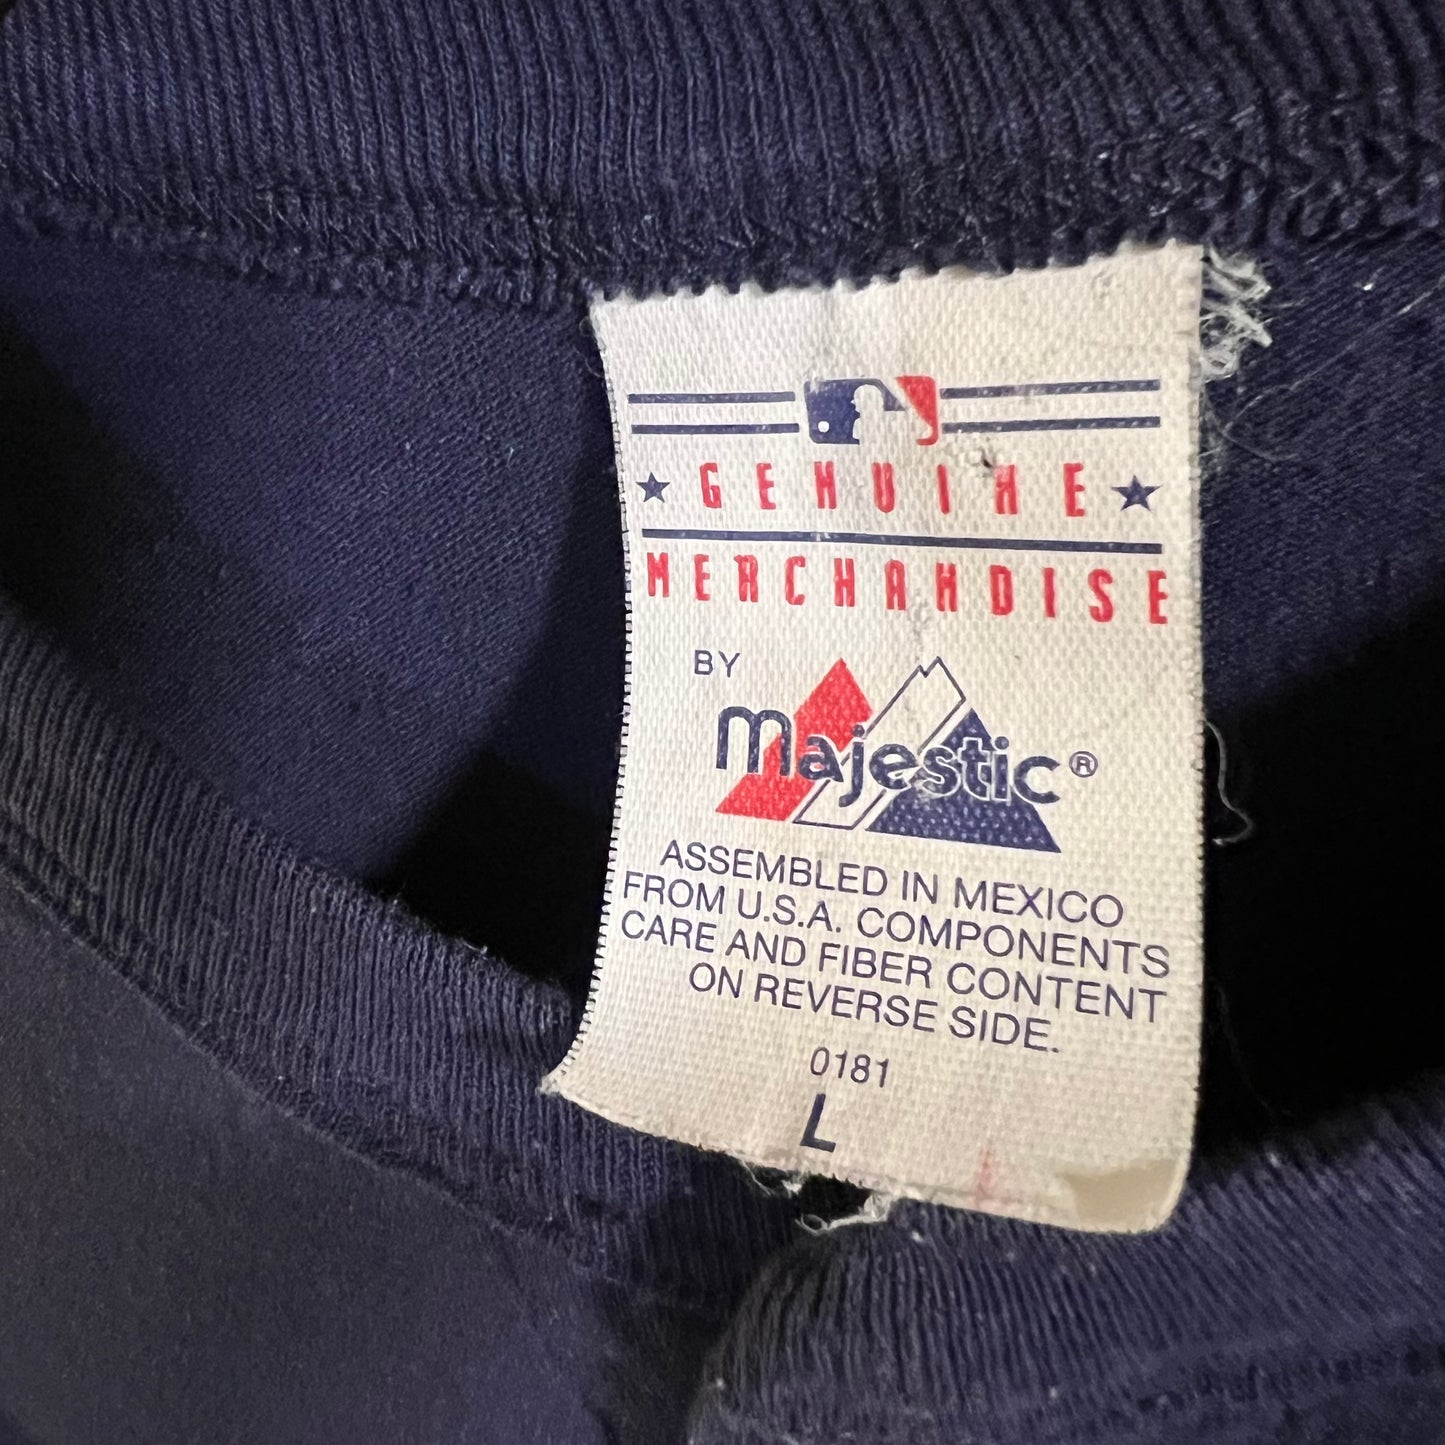 GENUINE
MERCHANDISE
BY
Majestic®
ASSEMBLED IN MEXICO
FROM U.S.A. COMPONENTS
CARE AND FIBER CONTENT
ON REVERSE SIDE.
0181
L